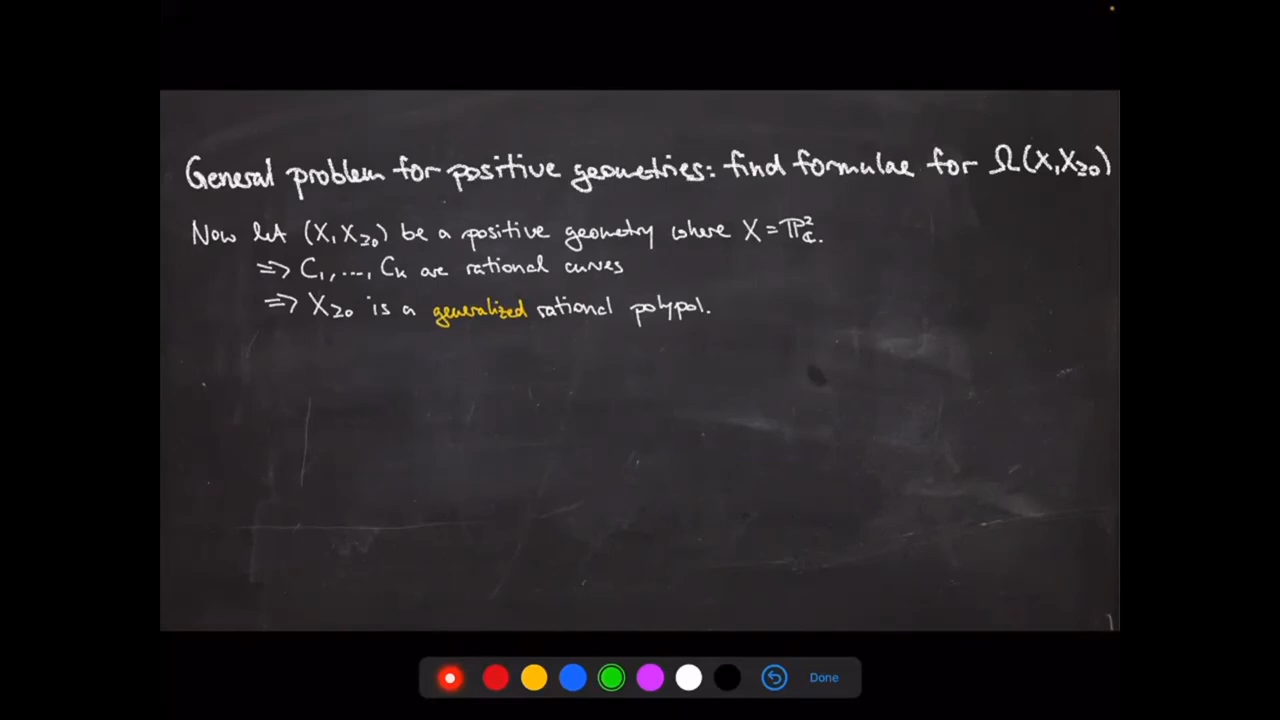 General problem for positive geometries: find formulae for Ω(X,X≥0)
Now let (X,X≥0) be a positive geometry where X = ℙ²_ℂ.
⇒ C₁,...,Cₖ are rational curves
⇒ X≥0 is a generalized rational polypol.
Done